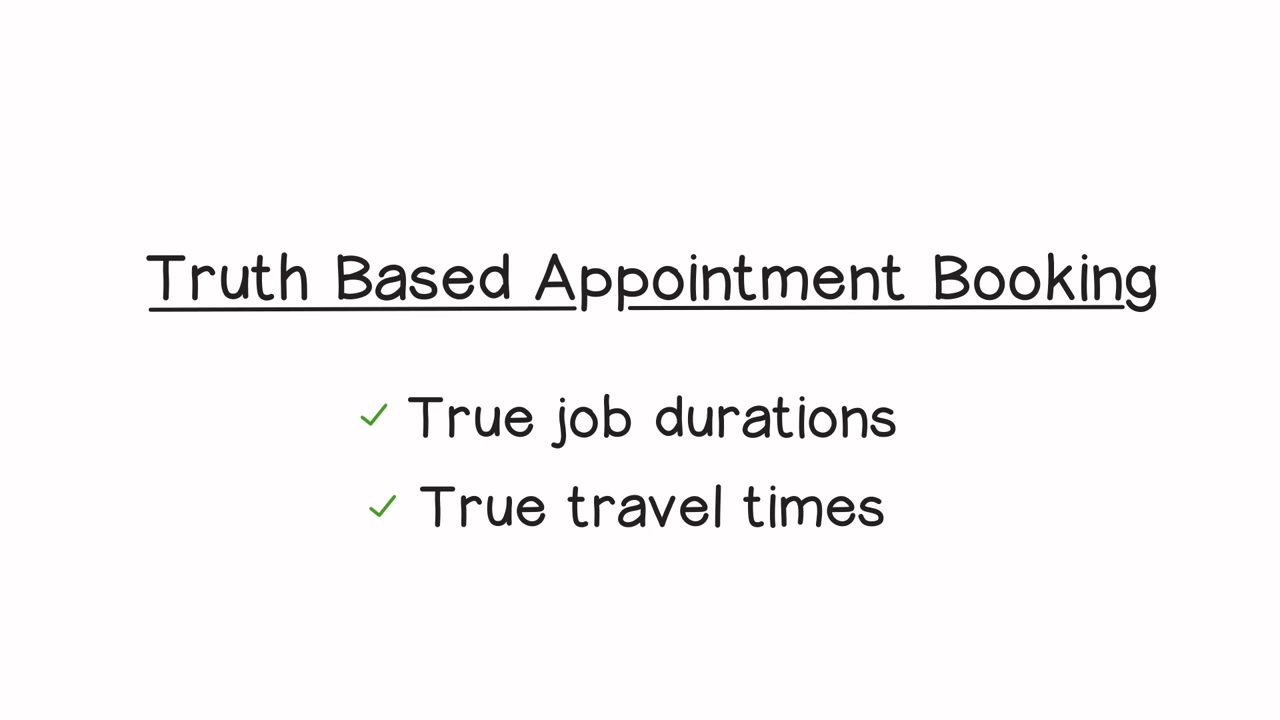 Truth Based Appointment Booking
True job durations
True travel times